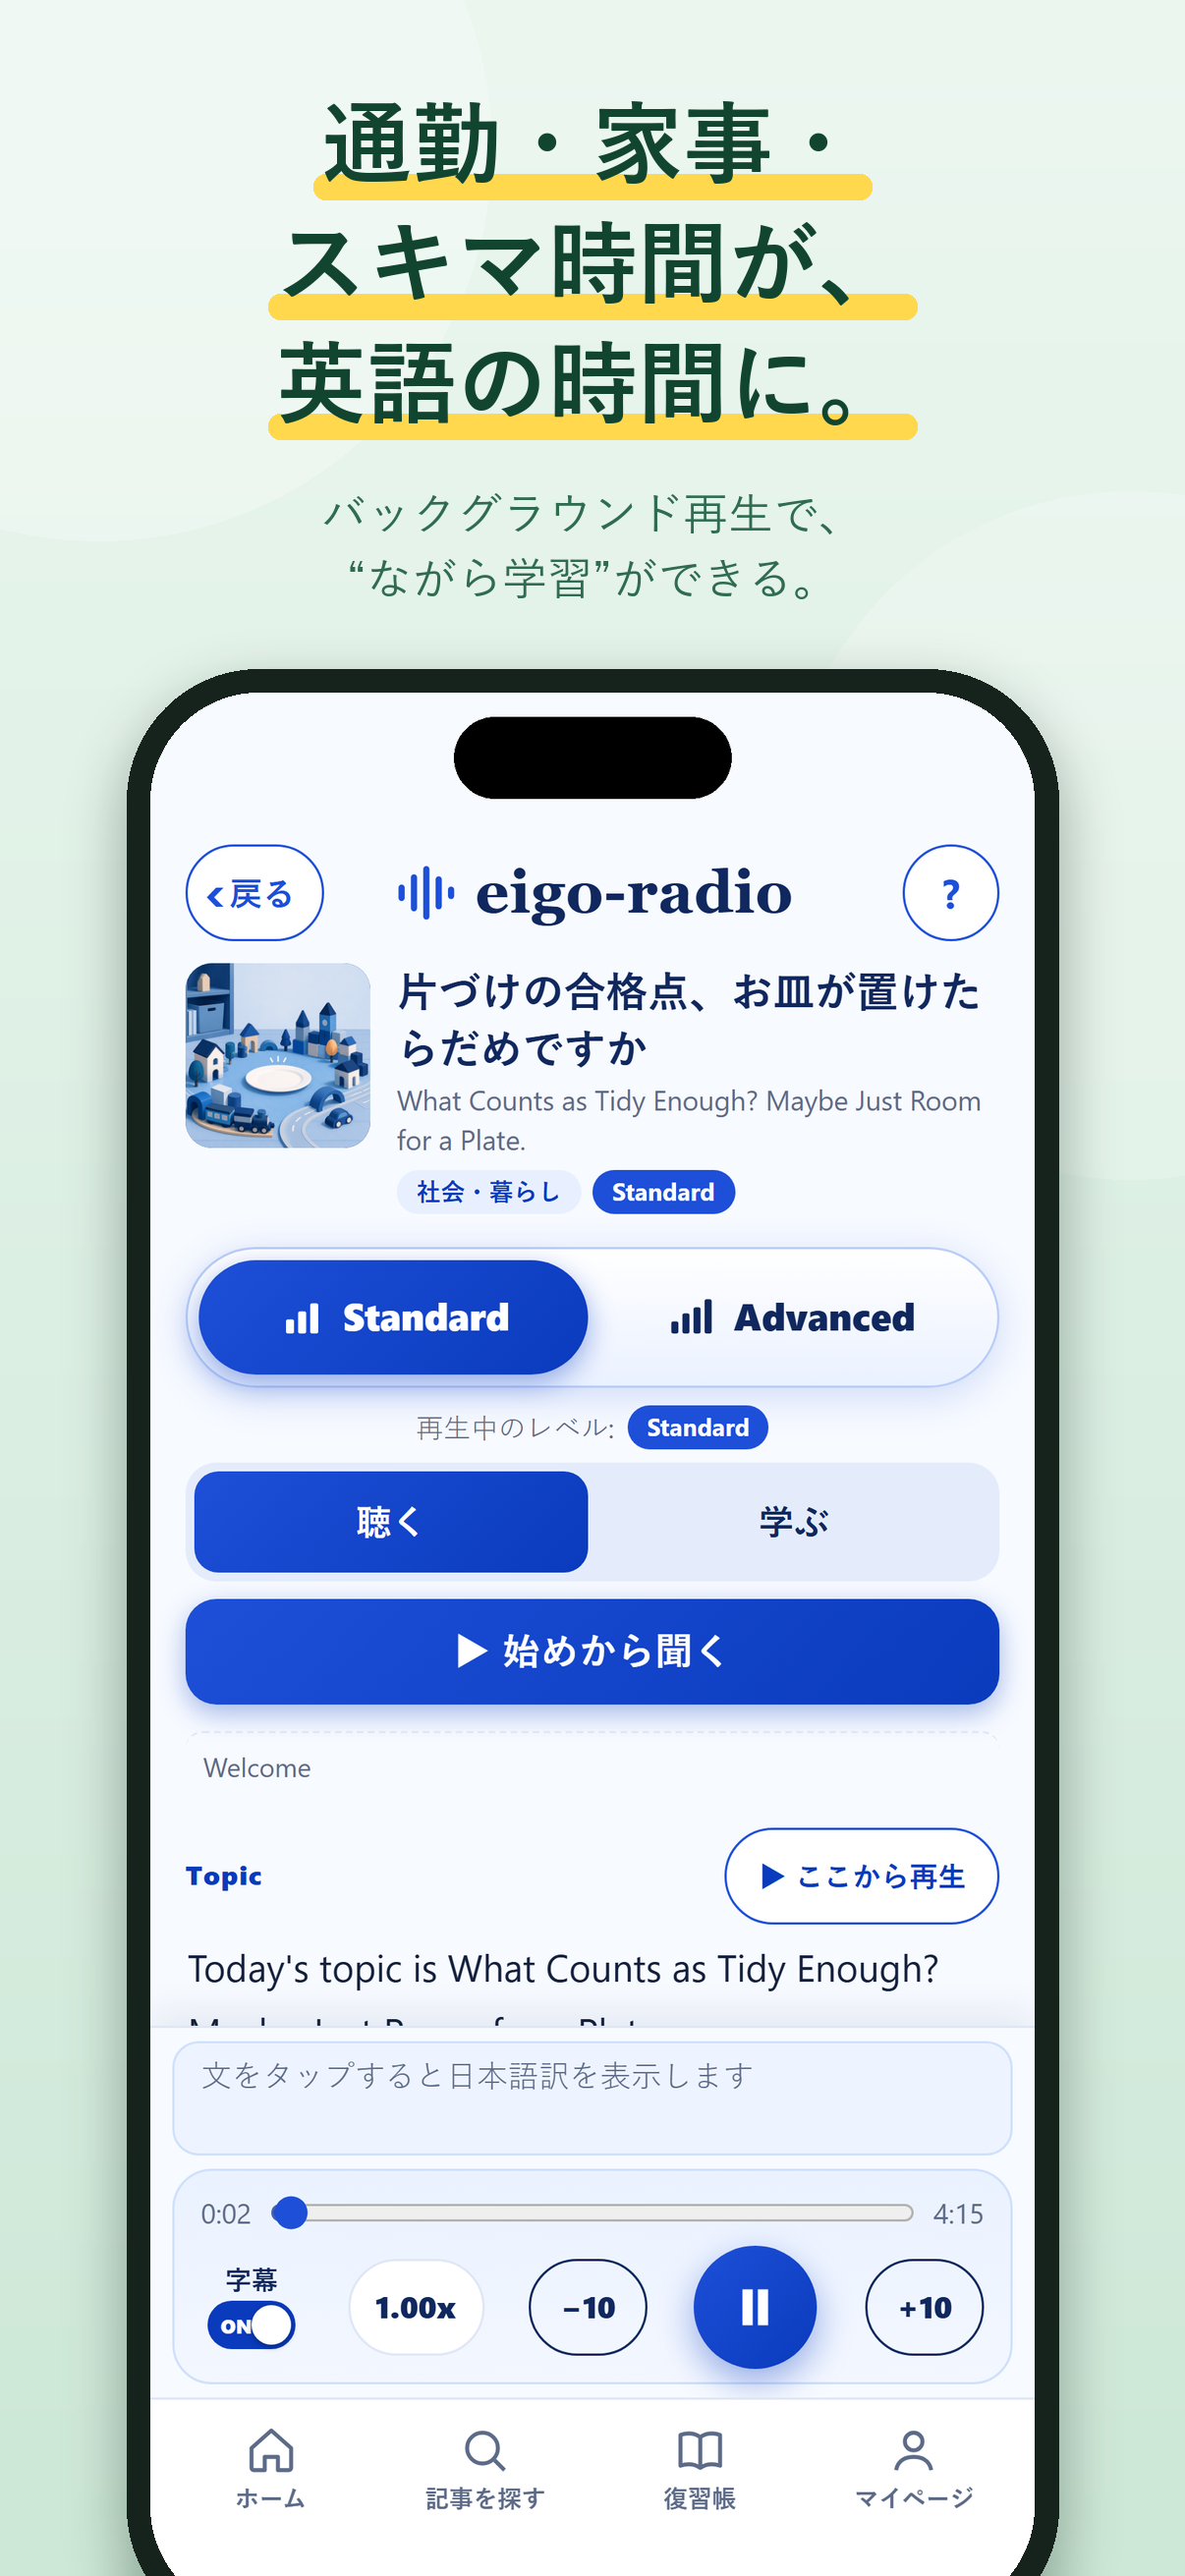 通勤・家事・
スキマ時間が、
英語の時間に。
バックグラウンド再生で、
“ながら学習”ができる。
戻る
eigo-radio
?
片づけの合格点、お皿が置けた
らだめですか
What Counts as Tidy Enough? Maybe Just Room
for a Plate.
社会・暮らし Standard
Standard Advanced
再生中のレベル: Standard
聴く 学ぶ
▶ 始めから聞く
Welcome
Topic
▶ ここから再生
Today's topic is What Counts as Tidy Enough?
文をタップすると日本語訳を表示します
0:02 4:15
字幕
ON
1.00x
−10
+10
ホーム 記事を探す 復習帳 マイページ